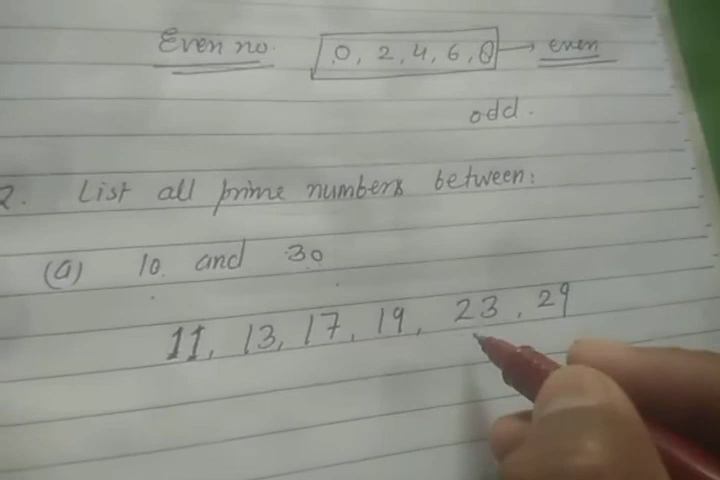 Even no. 0, 2, 4, 6, 8 → even
odd.
2. List all prime numbers between:
(a) 10 and 30
11, 13, 17, 19, 23, 29